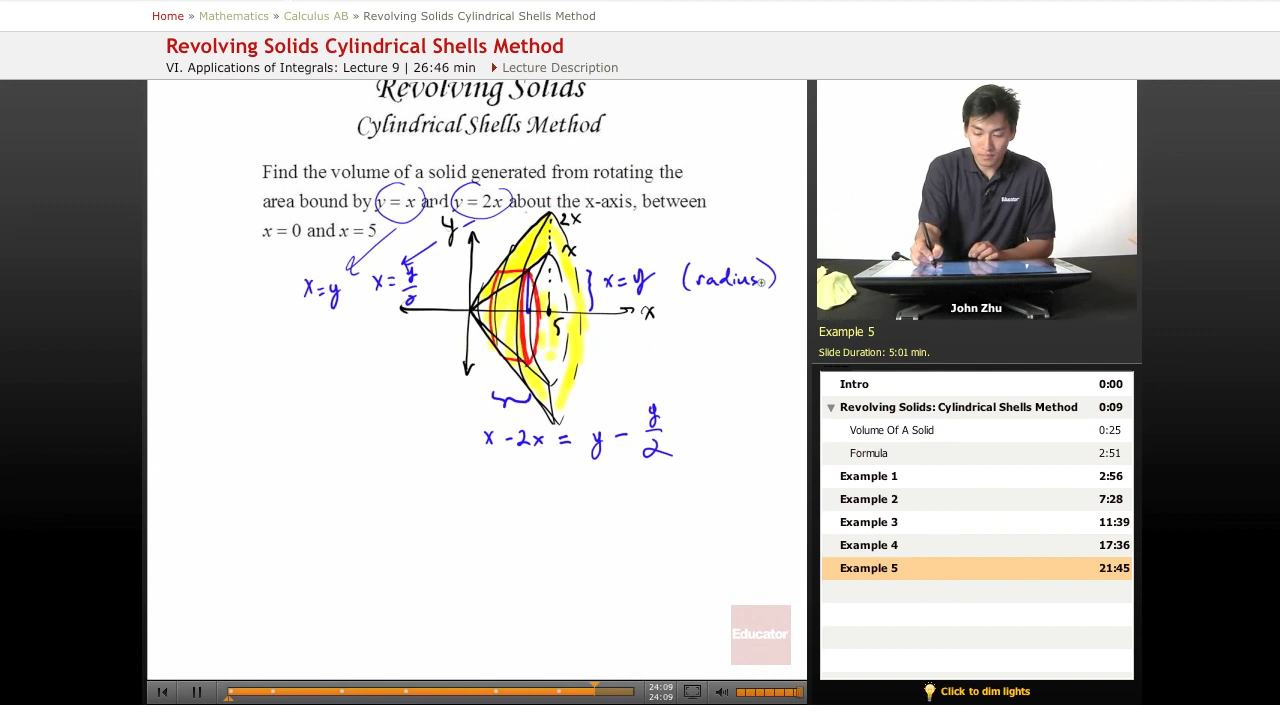 Home » Mathematics » Calculus AB » Revolving Solids Cylindrical Shells Method
Revolving Solids Cylindrical Shells Method
VI. Applications of Integrals: Lecture 9 | 26:46 min
Lecture Description
Revolving Solids
Cylindrical Shells Method
Find the volume of a solid generated from rotating the
area bound by y = x and y = 2x about the x-axis, between
x = 0 and x = 5
y
2x
x
x = y
x = y/2
x = y (radius)
x
5
x - 2x = y - y/2
Educator
Educator
John Zhu
Example 5
Slide Duration: 5:01 min.
Intro 0:00
Revolving Solids: Cylindrical Shells Method 0:09
Volume Of A Solid 0:25
Formula 2:51
Example 1 2:56
Example 2 7:28
Example 3 11:39
Example 4 17:36
Example 5 21:45
24:09
24:09
Click to dim lights